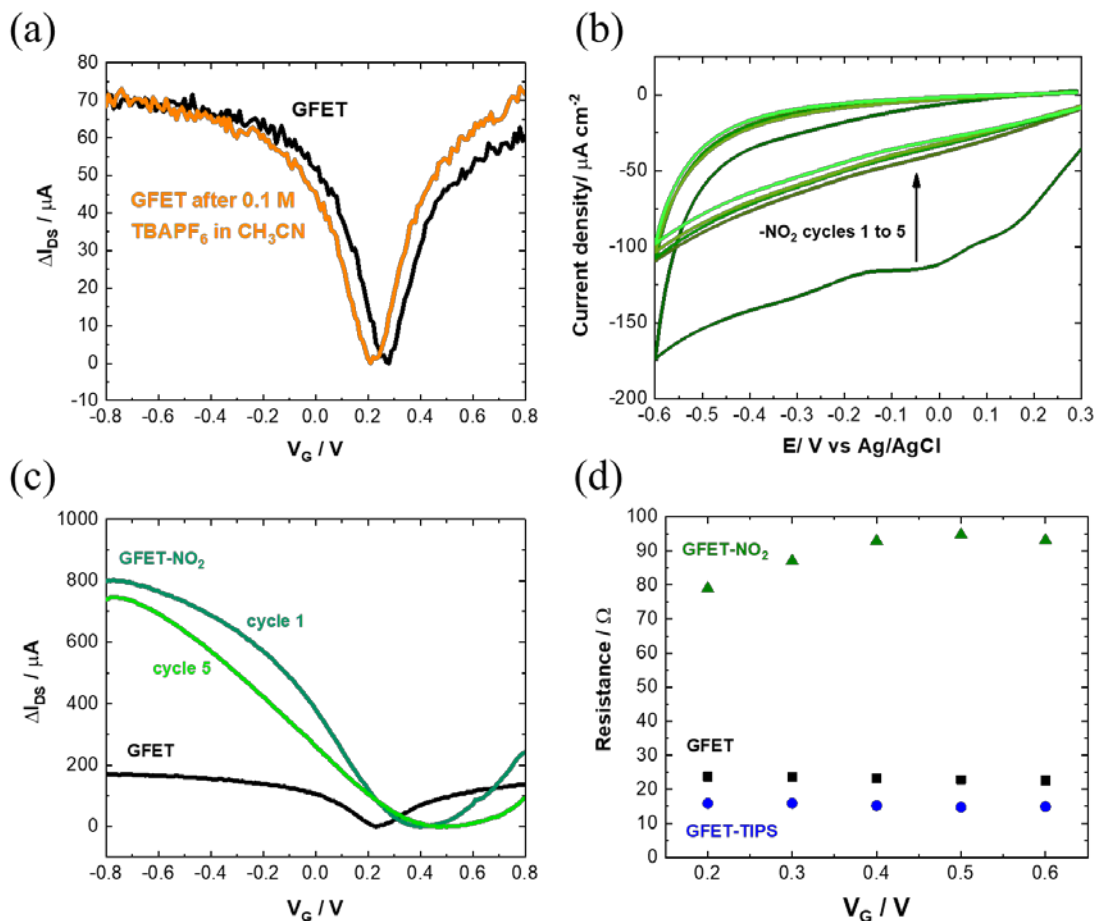 (a)
80
70
60
50
40
30
20
10
0
-10
ΔI_DS / μA
GFET
GFET after 0.1 M
TBAPF₆ in CH₃CN
-0.8 -0.6 -0.4 -0.2 0.0 0.2 0.4 0.6 0.8
V_G / V
(b)
0
-50
-100
-150
-200
Current density/ μA cm⁻²
-NO₂ cycles 1 to 5
-0.6 -0.5 -0.4 -0.3 -0.2 -0.1 0.0 0.1 0.2 0.3
E/ V vs Ag/AgCl
(c)
1000
800
600
400
200
0
ΔI_DS / μA
GFET-NO₂
cycle 1
cycle 5
GFET
-0.8 -0.6 -0.4 -0.2 0.0 0.2 0.4 0.6 0.8
V_G / V
(d)
100
90
80
70
60
50
40
30
20
10
0
Resistance / Ω
GFET-NO₂
GFET
GFET-TIPS
0.2 0.3 0.4 0.5 0.6
V_G / V